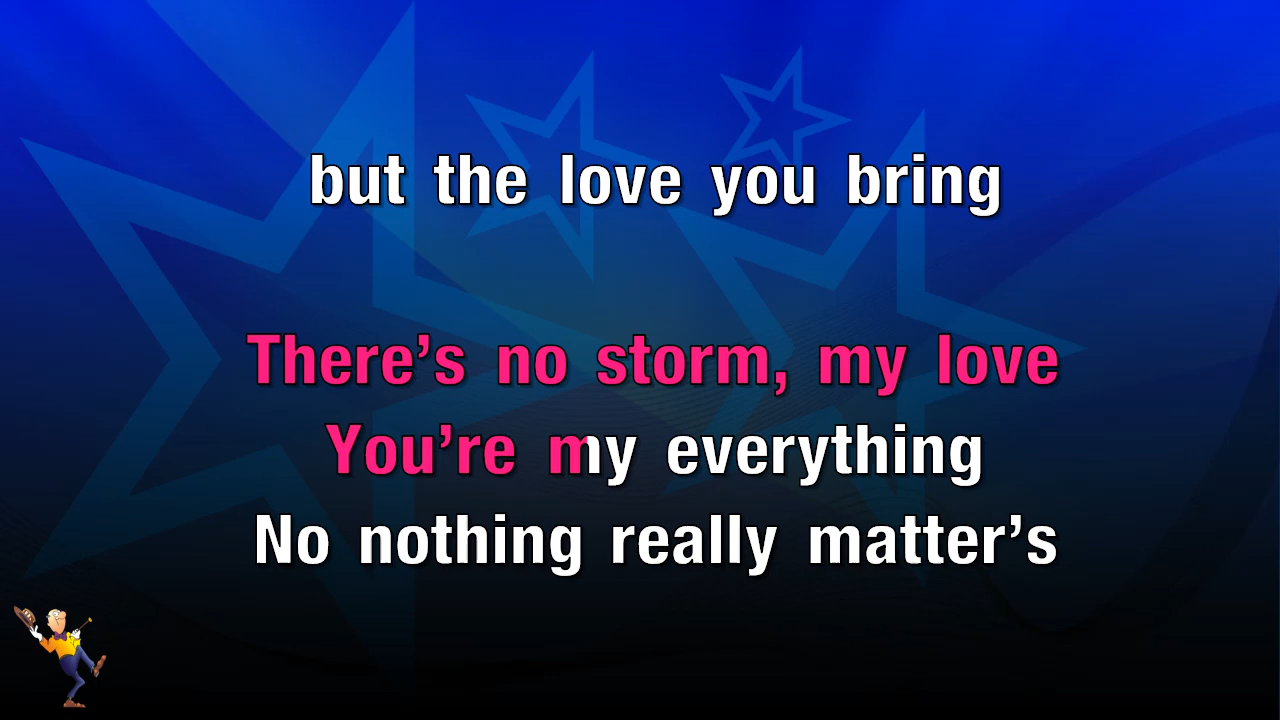 but the love you bring
There’s no storm, my love
You’re my everything
No nothing really matter’s